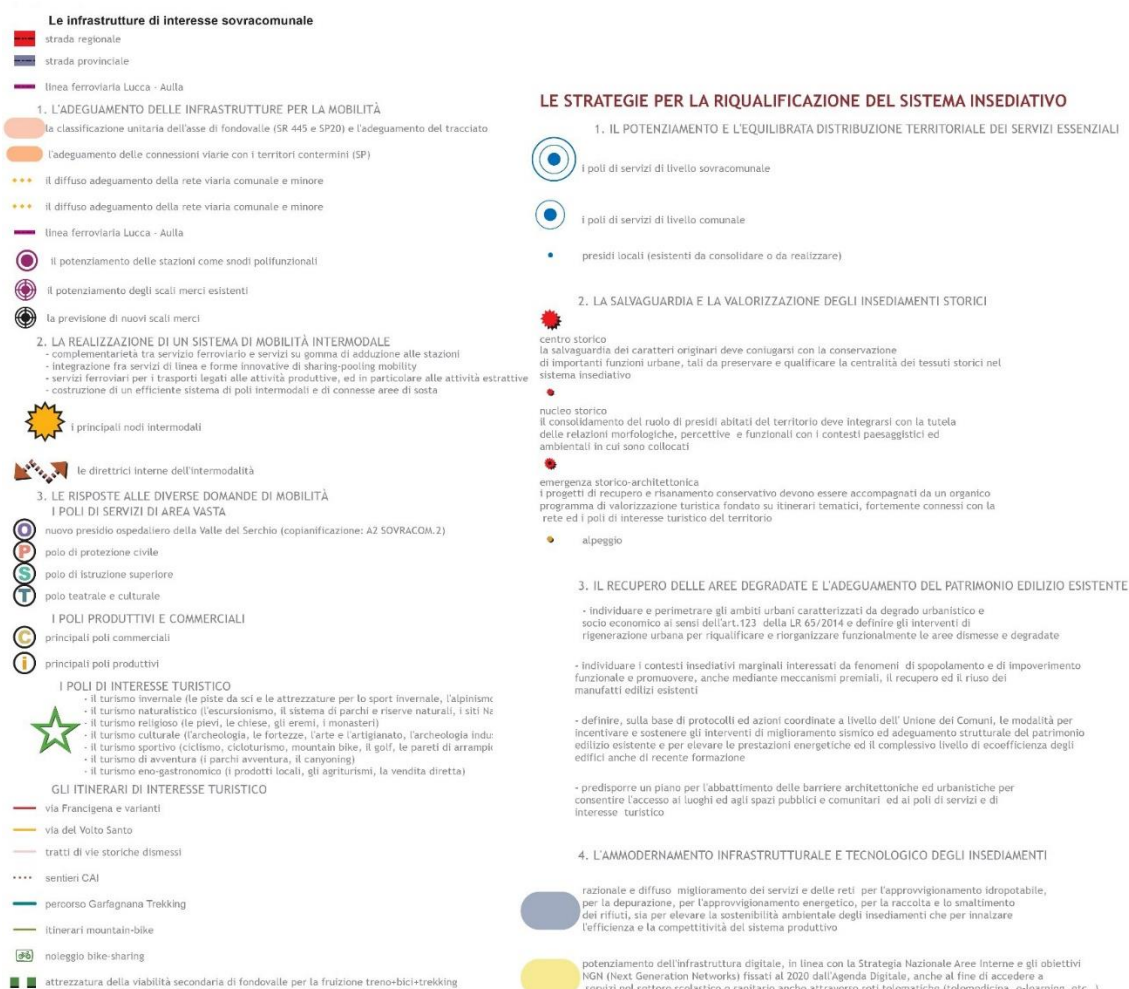 Le infrastrutture di interesse sovracomunale
strada regionale
strada provinciale
linea ferroviaria Lucca - Aulla
1. L'ADEGUAMENTO DELLE INFRASTRUTTURE PER LA MOBILITÀ
la classificazione unitaria dell'asse di fondovalle (SR 445 e SP20) e l'adeguamento del tracciato
l'adeguamento delle connessioni viarie con i territori contermini (SP)
il diffuso adeguamento della rete viaria comunale e minore
il diffuso adeguamento della rete viaria comunale e minore
linea ferroviaria Lucca - Aulla
il potenziamento delle stazioni come snodi polifunzionali
il potenziamento degli scali merci esistenti
la previsione di nuovi scali merci
2. LA REALIZZAZIONE DI UN SISTEMA DI MOBILITÀ INTERMODALE
- complementarietà tra servizio ferroviario e servizi su gomma di adduzione alle stazioni
- integrazione fra servizi di linea e forme innovative di sharing-pooling mobility
- servizi ferroviari per i trasporti legati alle attività produttive, ed in particolare alle attività estrattive
- costruzione di un efficiente sistema di poli intermodali e di connesse aree di sosta
i principali nodi intermodali
le direttrici interne dell'intermodalità
3. LE RISPOSTE ALLE DIVERSE DOMANDE DI MOBILITÀ
I POLI DI SERVIZI DI AREA VASTA
O nuovo presidio ospedaliero della Valle del Serchio (copianificazione: A2 SOVRACOM.2)
P polo di protezione civile
S polo di istruzione superiore
T polo teatrale e culturale
I POLI PRODUTTIVI E COMMERCIALI
C principali poli commerciali
i principali poli produttivi
I POLI DI INTERESSE TURISTICO
- il turismo invernale (le piste da sci e le attrezzature per lo sport invernale, l'alpinismo
- il turismo naturalistico (l'escursionismo, il sistema di parchi e riserve naturali, i siti Na
- il turismo religioso (le pievi, le chiese, gli eremi, i monasteri)
- il turismo culturale (l'archeologia, le fortezze, l'arte e l'artigianato, l'archeologia indus
- il turismo sportivo (ciclismo, cicloturismo, mountain bike, il golf, le pareti di arrampic
- il turismo di avventura (i parchi avventura, il canyoning)
- il turismo eno-gastronomico (i prodotti locali, gli agriturismi, la vendita diretta)
GLI ITINERARI DI INTERESSE TURISTICO
via Francigena e varianti
via del Volto Santo
tratti di vie storiche dismessi
sentieri CAI
percorso Garfagnana Trekking
itinerari mountain-bike
noleggio bike-sharing
attrezzatura della viabilità secondaria di fondovalle per la fruizione treno+bici+trekking
LE STRATEGIE PER LA RIQUALIFICAZIONE DEL SISTEMA INSEDIATIVO
1. IL POTENZIAMENTO E L'EQUILIBRATA DISTRIBUZIONE TERRITORIALE DEI SERVIZI ESSENZIALI
i poli di servizi di livello sovracomunale
i poli di servizi di livello comunale
presidi locali (esistenti da consolidare o da realizzare)
2. LA SALVAGUARDIA E LA VALORIZZAZIONE DEGLI INSEDIAMENTI STORICI
centro storico
la salvaguardia dei caratteri originari deve coniugarsi con la conservazione
di importanti funzioni urbane, tali da preservare e qualificare la centralità dei tessuti storici nel
sistema insediativo
nucleo storico
il consolidamento del ruolo di presidi abitati del territorio deve integrarsi con la tutela
delle relazioni morfologiche, percettive e funzionali con i contesti paesaggistici ed
ambientali in cui sono collocati
emergenza storico-architettonica
i progetti di recupero e risanamento conservativo devono essere accompagnati da un organico
programma di valorizzazione turistica fondato su itinerari tematici, fortemente connessi con la
rete ed i poli di interesse turistico del territorio
alpeggio
3. IL RECUPERO DELLE AREE DEGRADATE E L'ADEGUAMENTO DEL PATRIMONIO EDILIZIO ESISTENTE
- individuare e perimetrare gli ambiti urbani caratterizzati da degrado urbanistico e
socio economico ai sensi dell'art.123 della LR 65/2014 e definire gli interventi di
rigenerazione urbana per riqualificare e riorganizzare funzionalmente le aree dismesse e degradate
- individuare i contesti insediativi marginali interessati da fenomeni di spopolamento e di impoverimento
funzionale e promuovere, anche mediante meccanismi premiali, il recupero ed il riuso dei
manufatti edilizi esistenti
- definire, sulla base di protocolli ed azioni coordinate a livello dell' Unione dei Comuni, le modalità per
incentivare e sostenere gli interventi di miglioramento sismico ed adeguamento strutturale del patrimonio
edilizio esistente e per elevare le prestazioni energetiche ed il complessivo livello di ecoefficienza degli
edifici anche di recente formazione
- predisporre un piano per l'abbattimento delle barriere architettoniche ed urbanistiche per
consentire l'accesso ai luoghi ed agli spazi pubblici e comunitari ed ai poli di servizi e di
interesse turistico
4. L'AMMODERNAMENTO INFRASTRUTTURALE E TECNOLOGICO DEGLI INSEDIAMENTI
razionale e diffuso miglioramento dei servizi e delle reti per l'approvvigionamento idropotabile,
per la depurazione, per l'approvvigionamento energetico, per la raccolta e lo smaltimento
dei rifiuti, sia per elevare la sostenibilità ambientale degli insediamenti che per innalzare
l'efficienza e la competitività del sistema produttivo
potenziamento dell'infrastruttura digitale, in linea con la Strategia Nazionale Aree Interne e gli obiettivi
NGN (Next Generation Networks) fissati al 2020 dall'Agenda Digitale, anche al fine di accedere a
servizi nel settore scolastico e sanitario anche attraverso reti telematiche (telemedicina, e-learning, etc..)